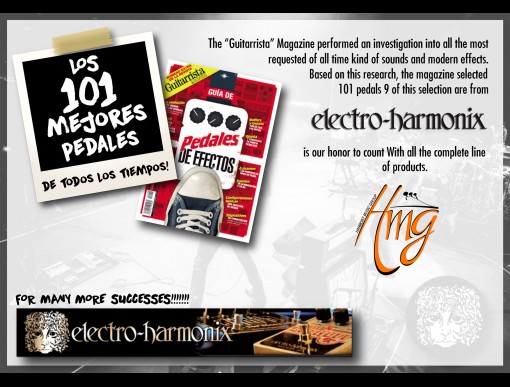 LOS
101
MEJORES
PEDALES
DE TODOS LOS TIEMPOS!
Guitarrista
GUÍA DE
Pedales
DE EFECTOS
The "Guitarrista" Magazine performed an investigation into all the most
requested of all time kind of sounds and modern effects.
Based on this research, the magazine selected
101 pedals 9 of this selection are from
electro-harmonix
is our honor to count With all the complete line
of products.
Hmg
FOR MANY MORE SUCCESSES!!!!!!!
electro-harmonix